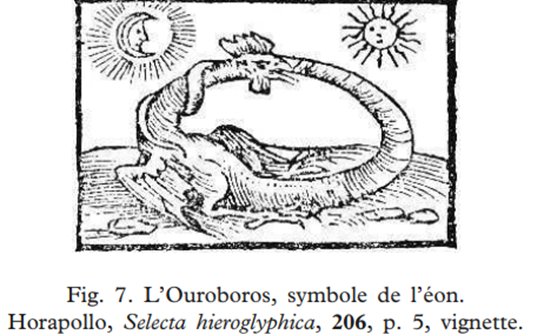 Fig. 7. L’Ouroboros, symbole de l’éon.
Horapollo, Selecta hieroglyphica, 206, p. 5, vignette.